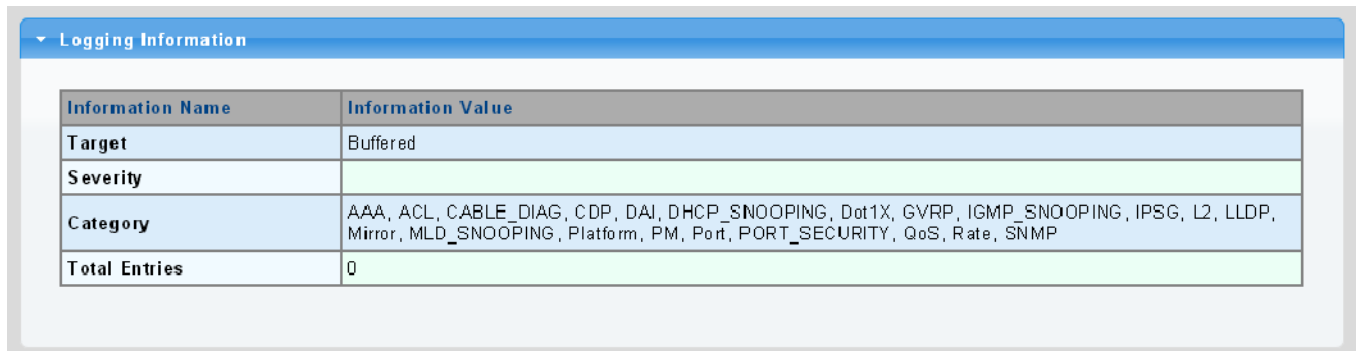 Logging Information
Information Name Information Value
Target Buffered
Severity
Category AAA, ACL, CABLE_DIAG, CDP, DAI, DHCP_SNOOPING, Dot1X, GVRP, IGMP_SNOOPING, IPSG, L2, LLDP,
Mirror, MLD_SNOOPING, Platform, PM, Port, PORT_SECURITY, QoS, Rate, SNMP
Total Entries 0